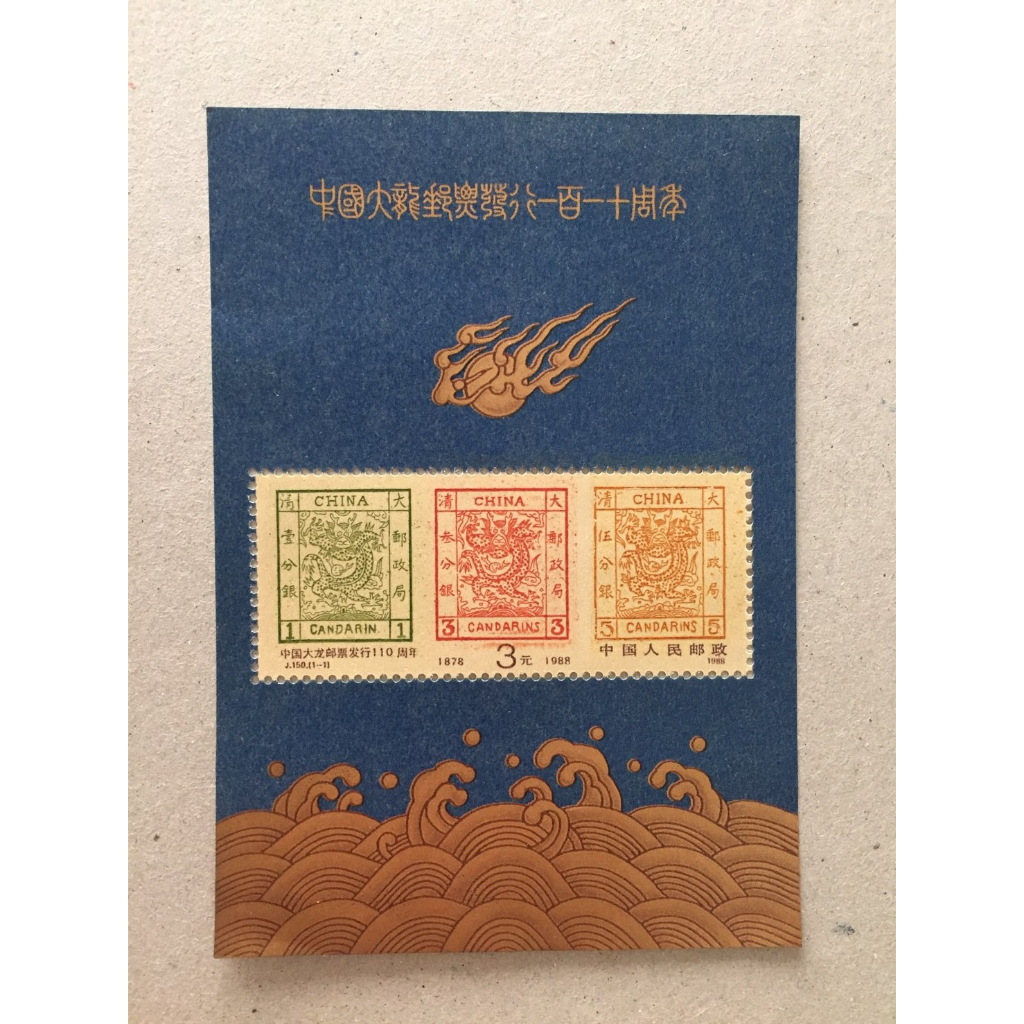 中國大龍郵票發行一百一十周年
清 CHINA 大
壹分銀
郵政局
1 CANDARIN 1
清 CHINA 大
叁分銀
郵政局
3 CANDARINS 3
清 CHINA 大
伍分銀
郵政局
5 CANDARINS 5
中国大龙邮票发行110周年
J.150.(1-1)
1878 3元 1988
中国人民邮政
1988